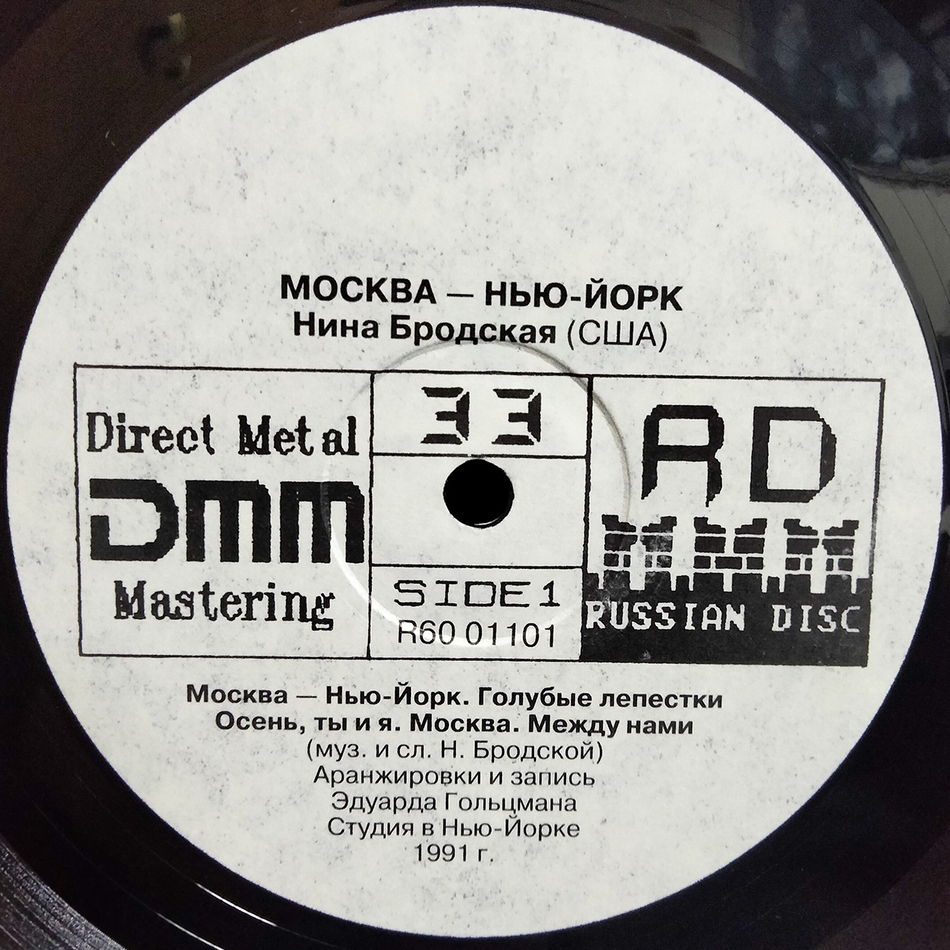 МОСКВА — НЬЮ-ЙОРК
Нина Бродская (США)
Direct Metal
DMM
Mastering
33
SIDE 1
R60 01101
RD
RUSSIAN DISC
Москва — Нью-Йорк. Голубые лепестки
Осень, ты и я. Москва. Между нами
(муз. и сл. Н. Бродской)
Аранжировки и запись
Эдуарда Гольцмана
Студия в Нью-Йорке
1991 г.